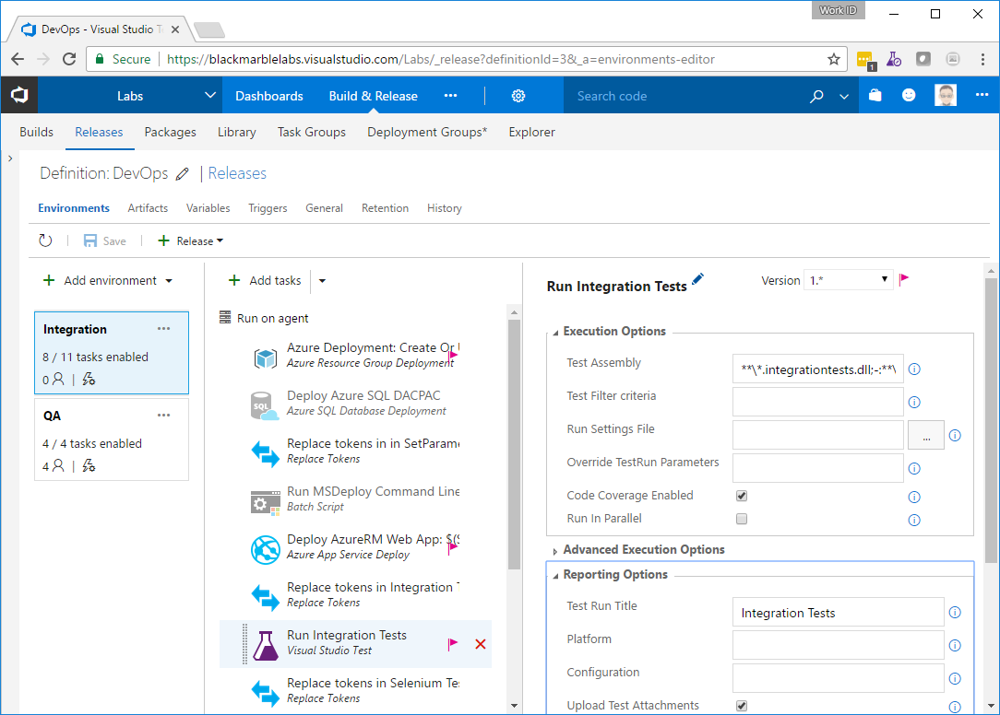 Work ID
DevOps - Visual Studio T
Secure
https://blackmarblelabs.visualstudio.com/Labs/_release?definitionId=3&_a=environments-editor
1
Labs
Dashboards
Build & Release
Search code
Builds
Releases
Packages
Library
Task Groups
Deployment Groups*
Explorer
Definition: DevOps
| Releases
Environments
Artifacts
Variables
Triggers
General
Retention
History
Save
Release
Add environment
Integration
8 / 11 tasks enabled
0
QA
4 / 4 tasks enabled
4
Add tasks
Run on agent
Azure Deployment: Create Or
Azure Resource Group Deployment
SQL
Deploy Azure SQL DACPAC
Azure SQL Database Deployment
Replace tokens in in SetParame
Replace Tokens
Run MSDeploy Command Line
Batch Script
Deploy AzureRM Web App: $(S
Azure App Service Deploy
Replace tokens in Integration T
Replace Tokens
Run Integration Tests
Visual Studio Test
Replace tokens in Selenium Tes
Replace Tokens
Run Integration Tests
Version
1.*
Execution Options
Test Assembly
**\*.integrationtests.dll;-:**\
Test Filter criteria
Run Settings File
...
Override TestRun Parameters
Code Coverage Enabled
Run In Parallel
Advanced Execution Options
Reporting Options
Test Run Title
Integration Tests
Platform
Configuration
Upload Test Attachments